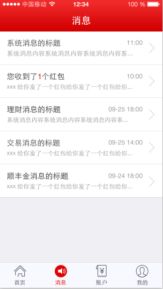 中国移动 12:34 100%
消息
系统消息的标题 11:00
系统消息内容系统消息内容系统消息内容系...
您收到了1个红包 10:00
xxx 给你发了一个红包给你发了一个红包给你...
理财消息的标题 09-25 18:00
系统消息内容系统消息内容系统消息内容系...
交易消息的标题 09-25 18:00
xxx 给你发了一个红包给你发了一个红包给你...
顺丰金消息的标题 09-24 18:00
xxx 给你发了一个红包给你发了一个红包给你...
首页 消息 账户 我的